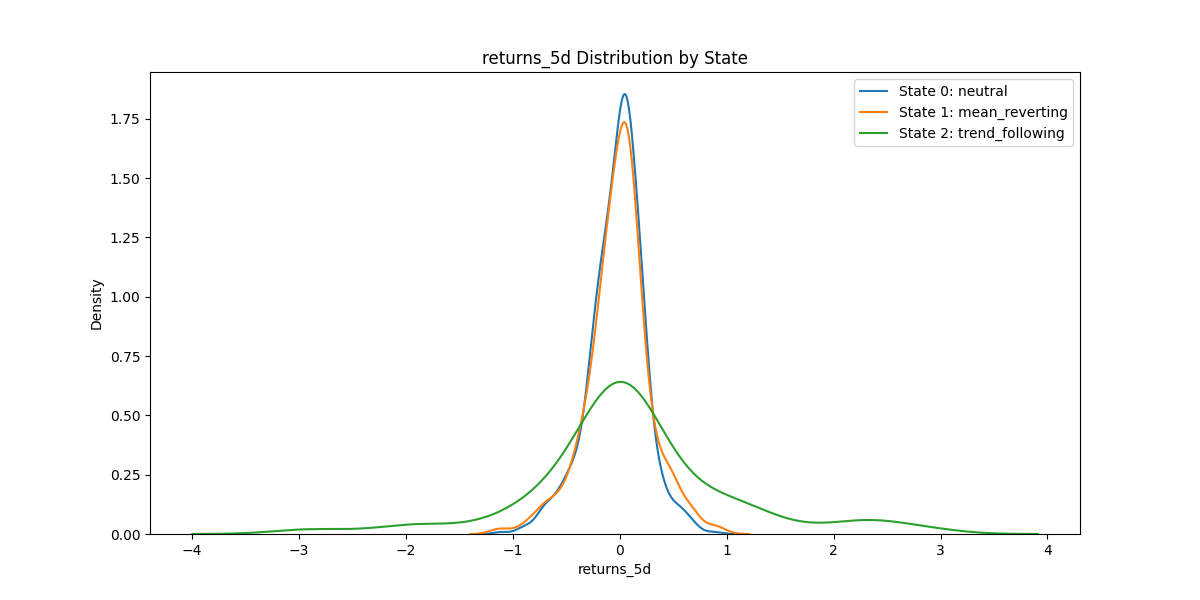 returns_5d Distribution by State
State 0: neutral
State 1: mean_reverting
State 2: trend_following
Density
1.75
1.50
1.25
1.00
0.75
0.50
0.25
0.00
−4
−3
−2
−1
0
1
2
3
4
returns_5d